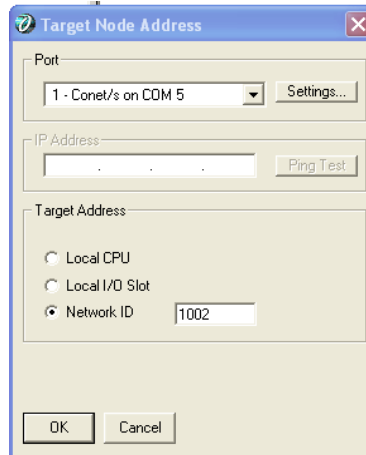 Target Node Address
Port
1 - Conet/s on COM 5
Settings...
IP Address
. . .
Ping Test
Target Address
Local CPU
Local I/O Slot
Network ID
1002
OK
Cancel